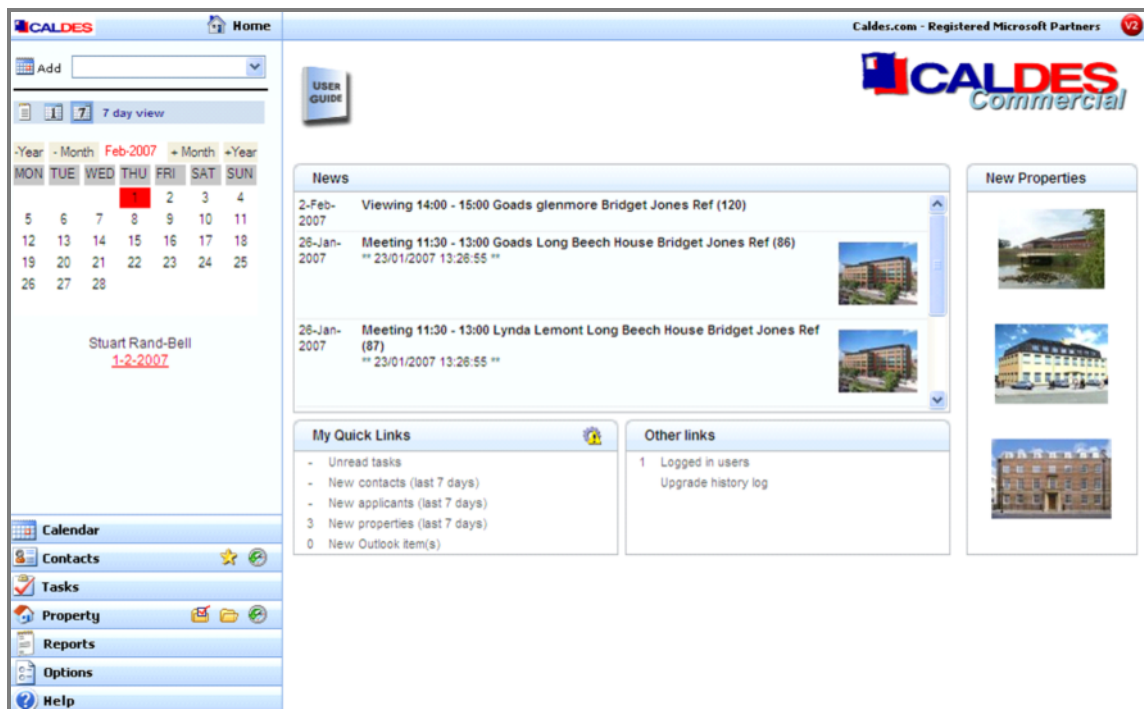 CALDES
Home
Caldes.com - Registered Microsoft Partners
V2
Add
1 7 7 day view
-Year - Month Feb-2007 + Month +Year
MON TUE WED THU FRI SAT SUN
1 2 3 4
5 6 7 8 9 10 11
12 13 14 15 16 17 18
19 20 21 22 23 24 25
26 27 28
Stuart Rand-Bell
1-2-2007
Calendar
Contacts
Tasks
Property
Reports
Options
Help
USER
GUIDE
CALDES
Commercial
News
2-Feb-
2007
Viewing 14:00 - 15:00 Goads glenmore Bridget Jones Ref (120)
26-Jan-
2007
Meeting 11:30 - 13:00 Goads Long Beech House Bridget Jones Ref (86)
** 23/01/2007 13:26:55 **
26-Jan-
2007
Meeting 11:30 - 13:00 Lynda Lemont Long Beech House Bridget Jones Ref
(87)
** 23/01/2007 13:26:55 **
My Quick Links
- Unread tasks
- New contacts (last 7 days)
- New applicants (last 7 days)
3 New properties (last 7 days)
0 New Outlook item(s)
Other links
1 Logged in users
Upgrade history log
New Properties